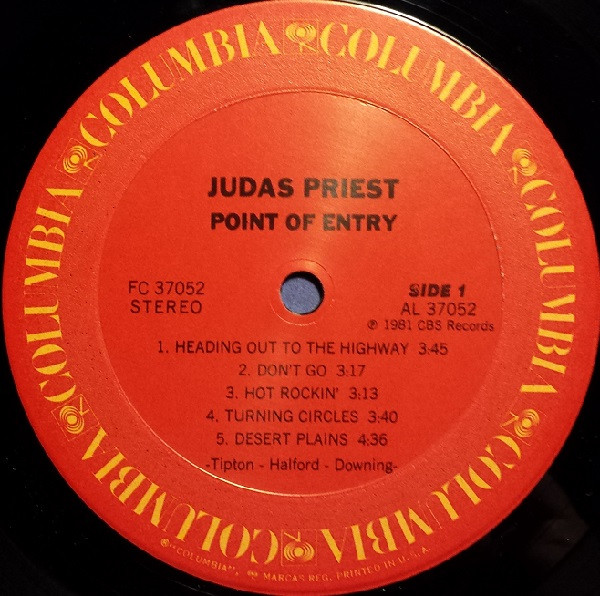 COLUMBIA COLUMBIA COLUMBIA COLUMBIA COLUMBIA COLUMBIA
JUDAS PRIEST
POINT OF ENTRY
FC 37052
STEREO
SIDE 1
AL 37052
℗ 1981 CBS Records
1. HEADING OUT TO THE HIGHWAY 3:45
2. DON'T GO 3:17
3. HOT ROCKIN' 3:13
4. TURNING CIRCLES 3:40
5. DESERT PLAINS 4:36
-Tipton - Halford - Downing-
® "COLUMBIA", MARCAS REG. PRINTED IN U.S.A.